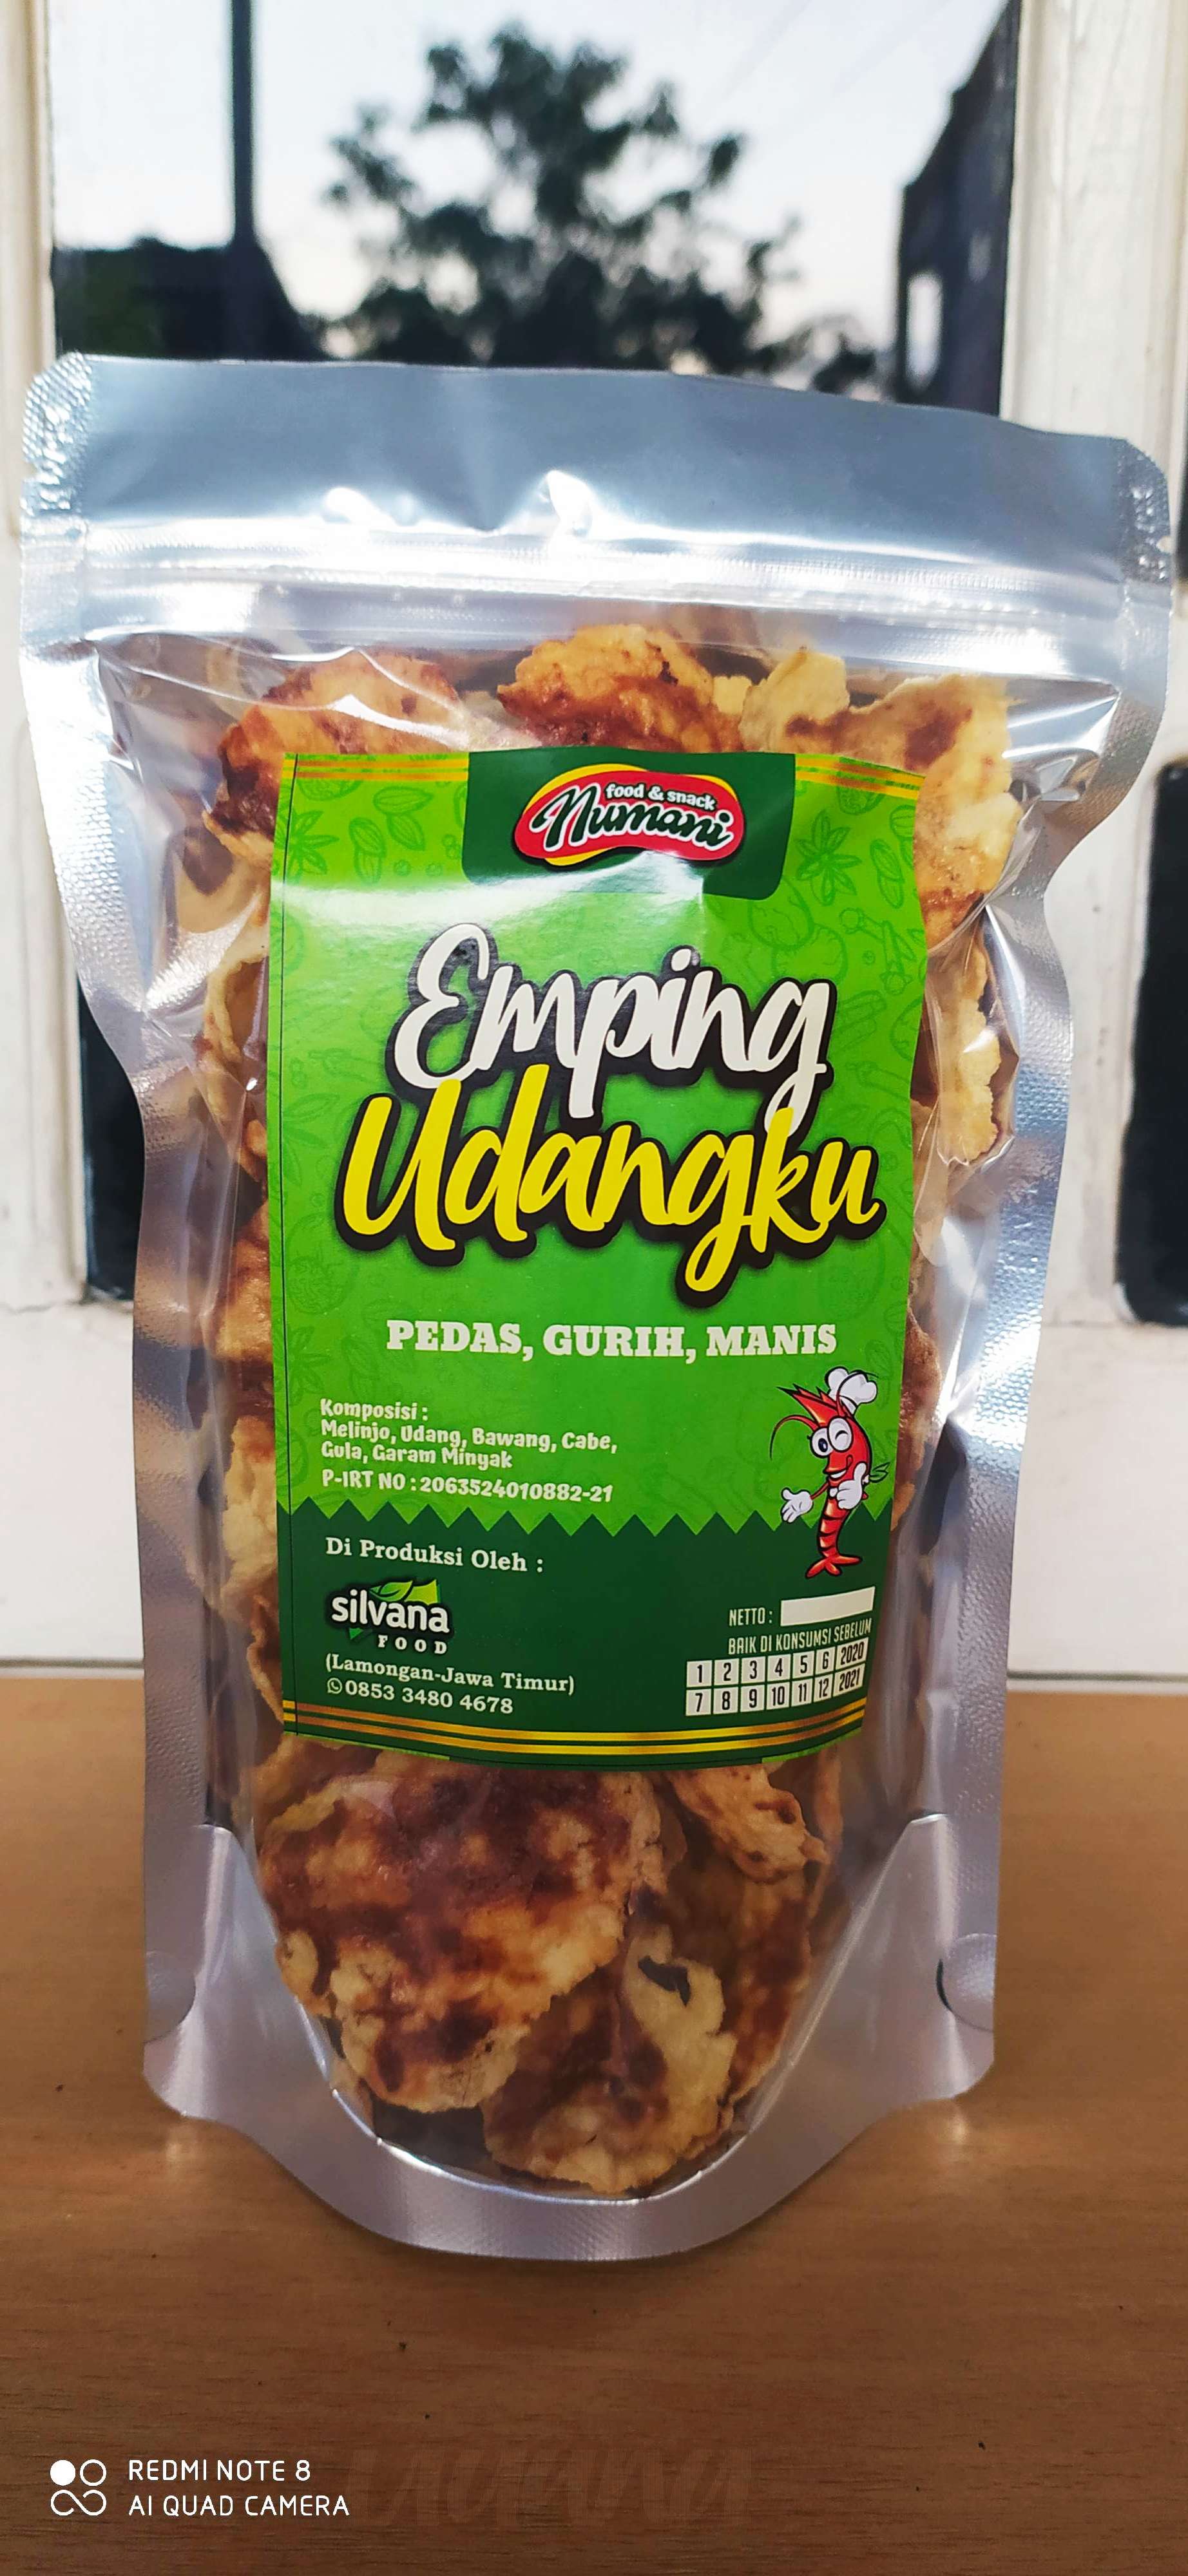 food & snack
Numani
Emping
Udangku
PEDAS, GURIH, MANIS
Komposisi :
Melinjo, Udang, Bawang, Cabe,
Gula, Garam Minyak
P-IRT NO : 2063524010882-21
Di Produksi Oleh :
silvana
FOOD
(Lamongan-Jawa Timur)
0853 3480 4678
NETTO :
BAIK DI KONSUMSI SEBELUM
1 2 3 4 5 6 2020
7 8 9 10 11 12 2021
REDMI NOTE 8
AI QUAD CAMERA